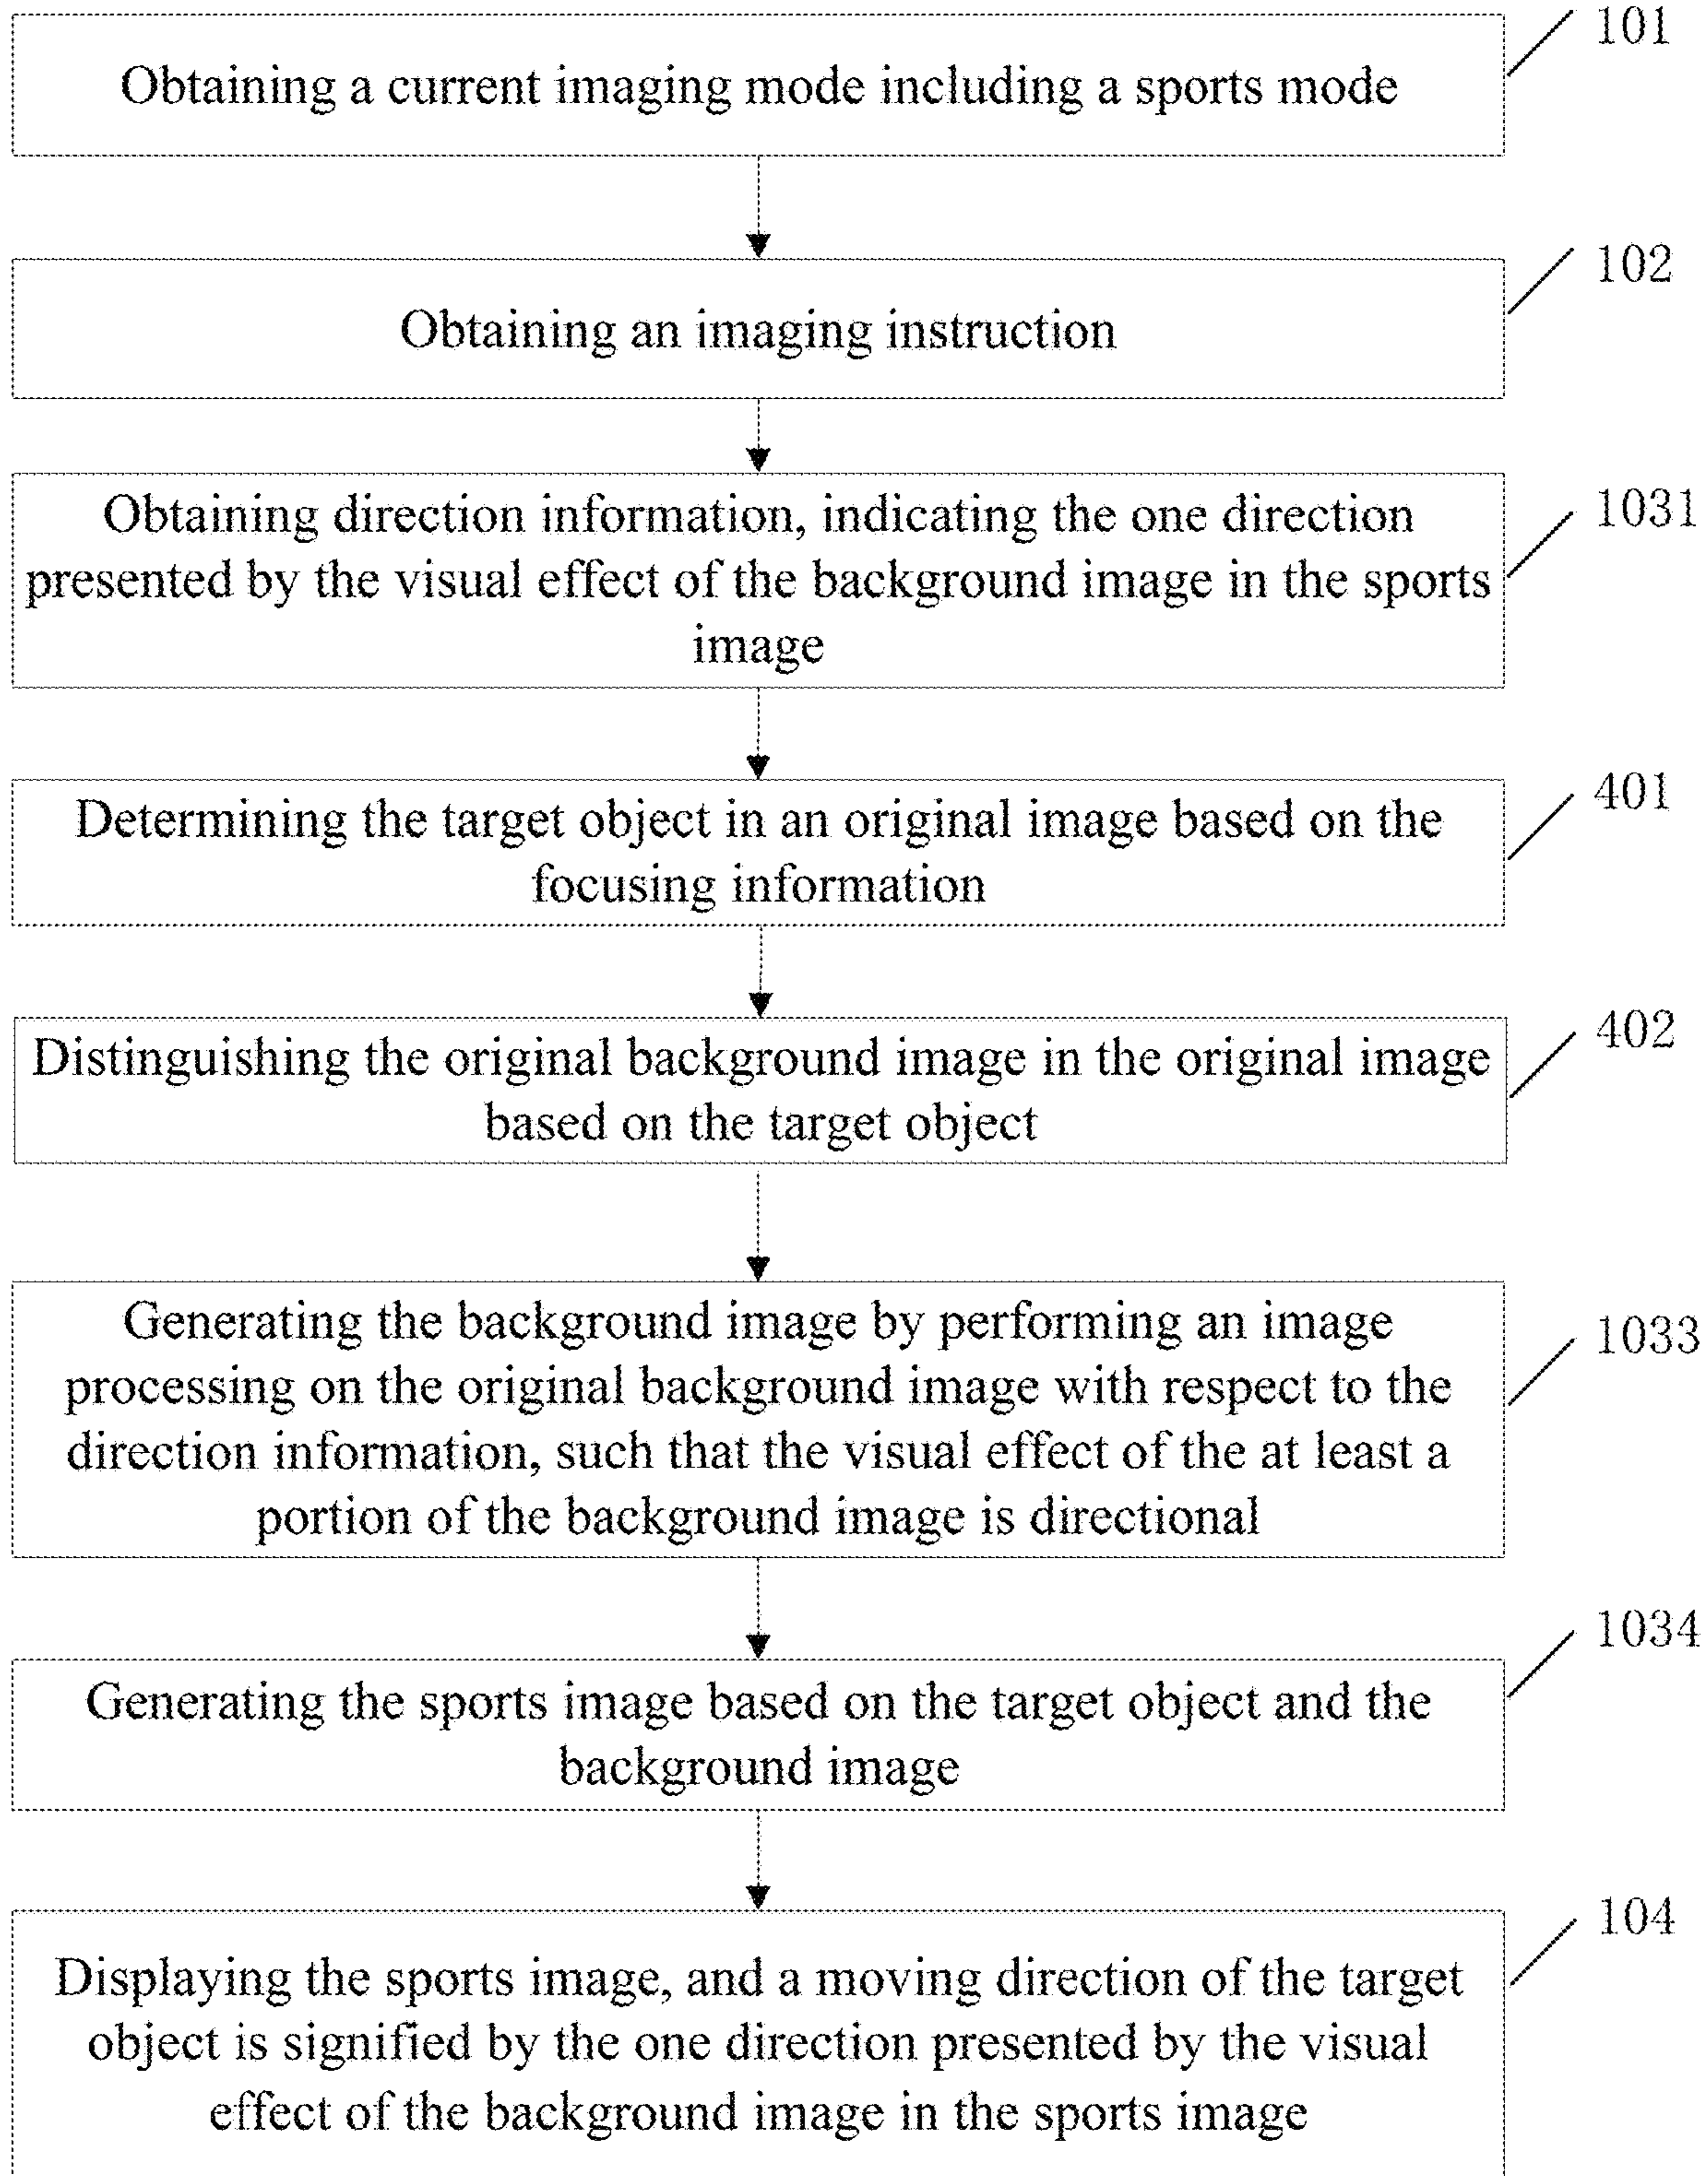 101
Obtaining a current imaging mode including a sports mode
102
Obtaining an imaging instruction
1031
Obtaining direction information, indicating the one direction
presented by the visual effect of the background image in the sports
image
401
Determining the target object in an original image based on the
focusing information
402
Distinguishing the original background image in the original image
based on the target object
1033
Generating the background image by performing an image
processing on the original background image with respect to the
direction information, such that the visual effect of the at least a
portion of the background image is directional
1034
Generating the sports image based on the target object and the
background image
104
Displaying the sports image, and a moving direction of the target
object is signified by the one direction presented by the visual
effect of the background image in the sports image